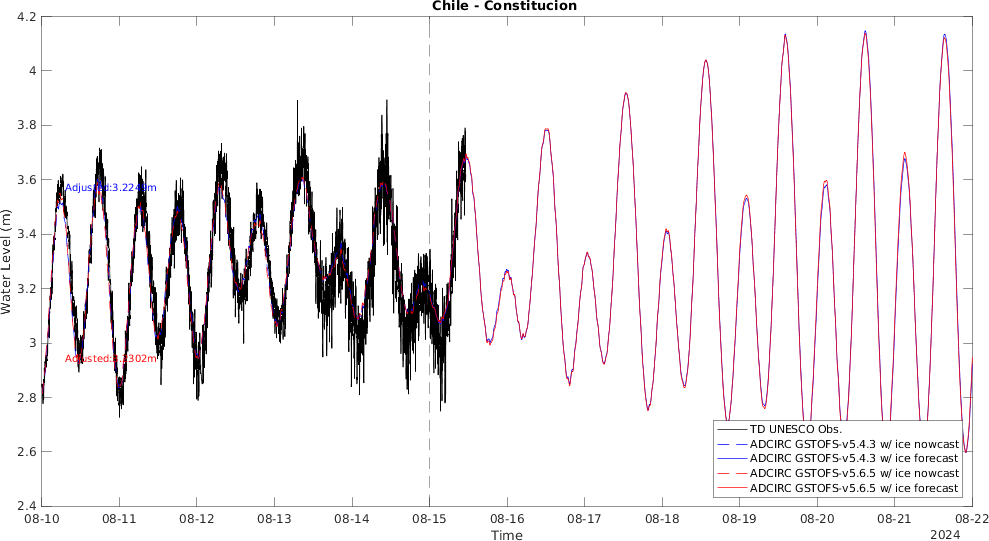 Chile - Constitucion
Water Level (m)
4.2
4
3.8
3.6
3.4
3.2
3
2.8
2.6
2.4
Adjusted:3.2249m
Adjusted:3.2302m
08-10 08-11 08-12 08-13 08-14 08-15 08-16 08-17 08-18 08-19 08-20 08-21 08-22
Time
2024
TD UNESCO Obs.
ADCIRC GSTOFS-v5.4.3 w/ ice nowcast
ADCIRC GSTOFS-v5.4.3 w/ ice forecast
ADCIRC GSTOFS-v5.6.5 w/ ice nowcast
ADCIRC GSTOFS-v5.6.5 w/ ice forecast